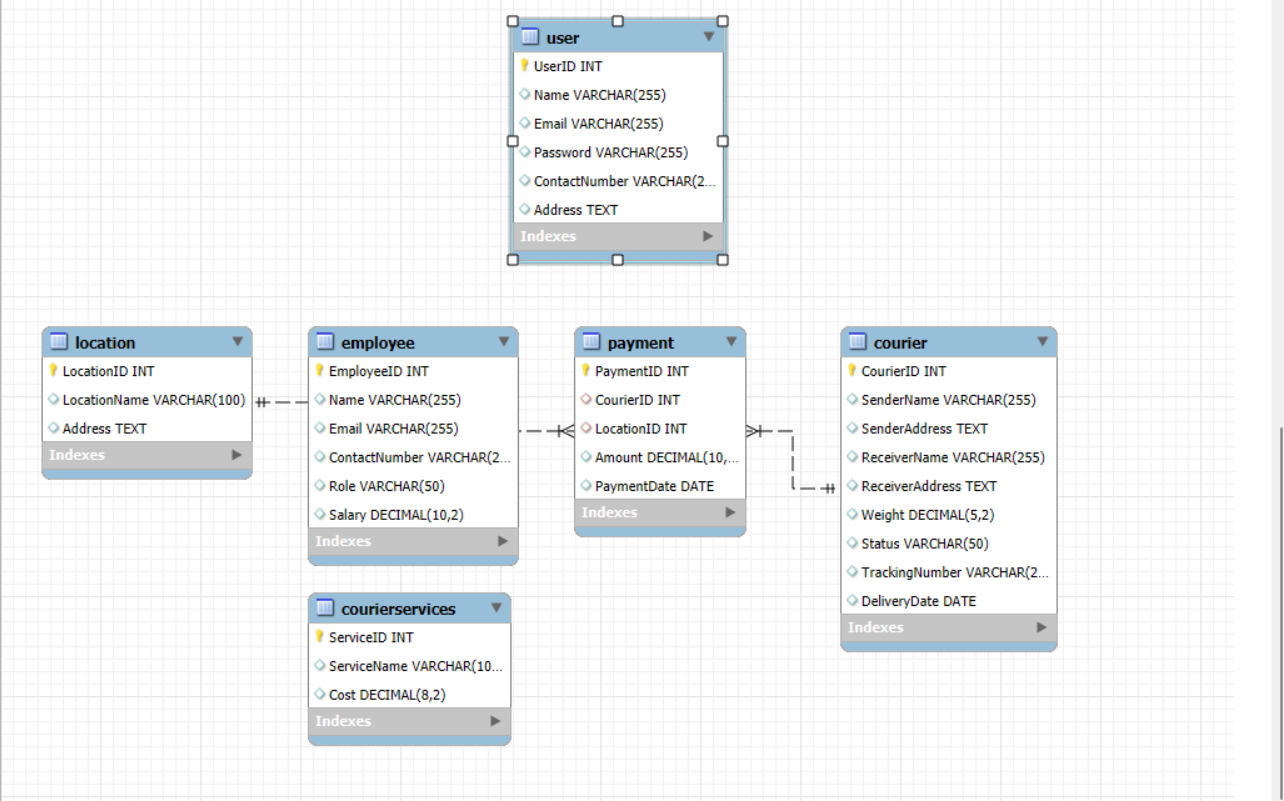 user
UserID INT
Name VARCHAR(255)
Email VARCHAR(255)
Password VARCHAR(255)
ContactNumber VARCHAR(2...
Address TEXT
Indexes
location
LocationID INT
LocationName VARCHAR(100)
Address TEXT
Indexes
employee
EmployeeID INT
Name VARCHAR(255)
Email VARCHAR(255)
ContactNumber VARCHAR(2...
Role VARCHAR(50)
Salary DECIMAL(10,2)
Indexes
payment
PaymentID INT
CourierID INT
LocationID INT
Amount DECIMAL(10,...
PaymentDate DATE
Indexes
courier
CourierID INT
SenderName VARCHAR(255)
SenderAddress TEXT
ReceiverName VARCHAR(255)
ReceiverAddress TEXT
Weight DECIMAL(5,2)
Status VARCHAR(50)
TrackingNumber VARCHAR(2...
DeliveryDate DATE
Indexes
courierservices
ServiceID INT
ServiceName VARCHAR(10...
Cost DECIMAL(8,2)
Indexes